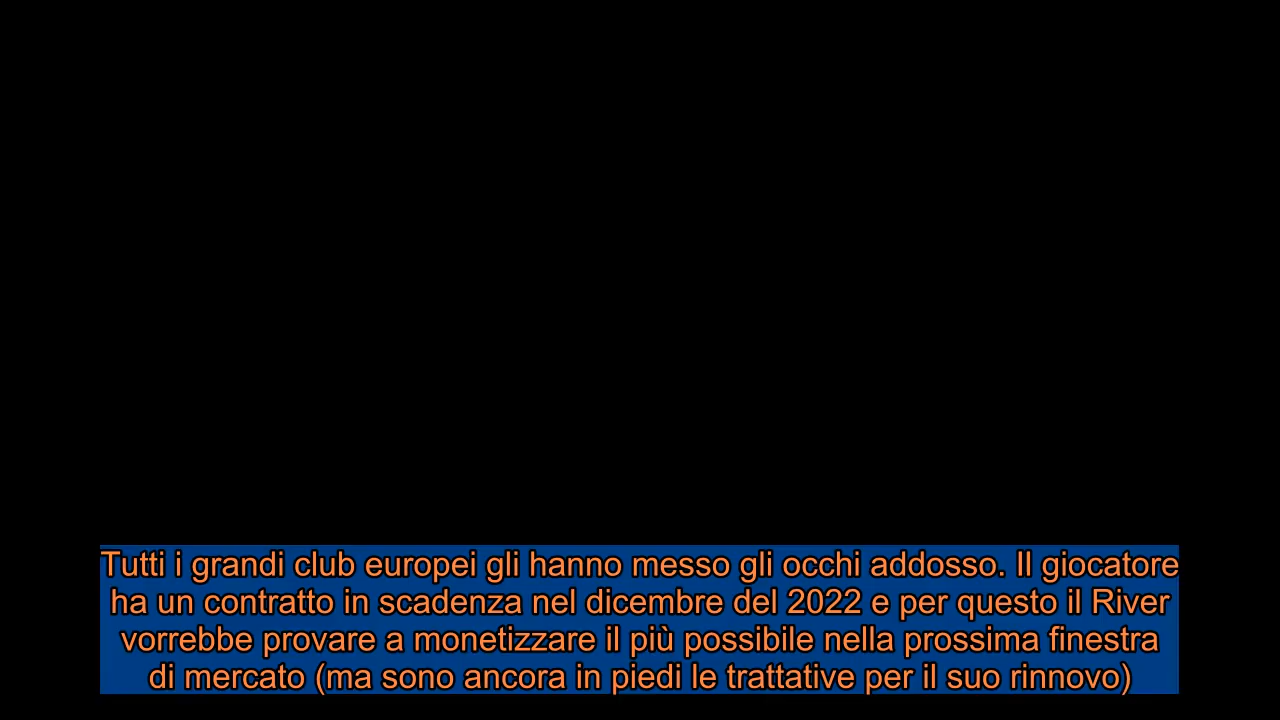 Tutti i grandi club europei gli hanno messo gli occhi addosso. Il giocatore
ha un contratto in scadenza nel dicembre del 2022 e per questo il River
vorrebbe provare a monetizzare il più possibile nella prossima finestra
di mercato (ma sono ancora in piedi le trattative per il suo rinnovo)